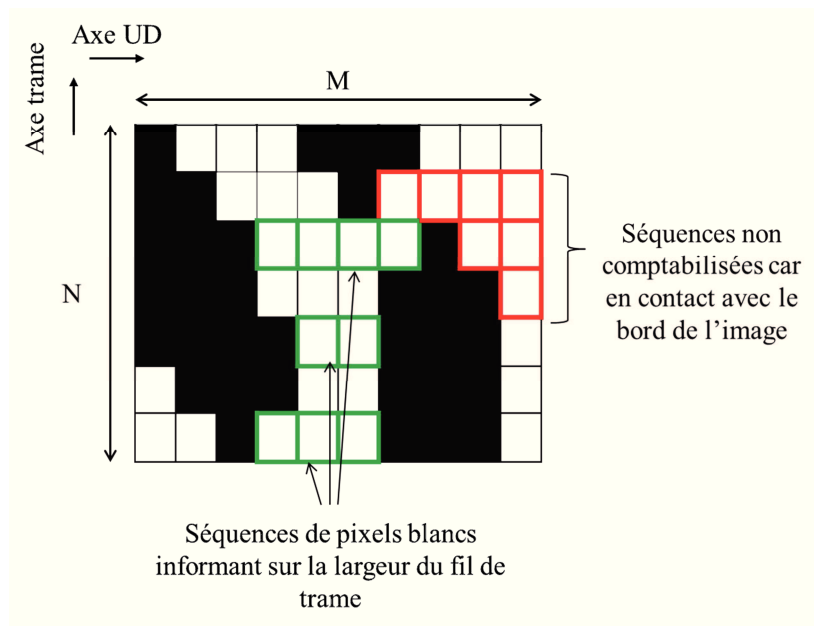 Axe UD
Axe trame
M
N
Séquences non
comptabilisées car
en contact avec le
bord de l'image
Séquences de pixels blancs
informant sur la largeur du fil de
trame